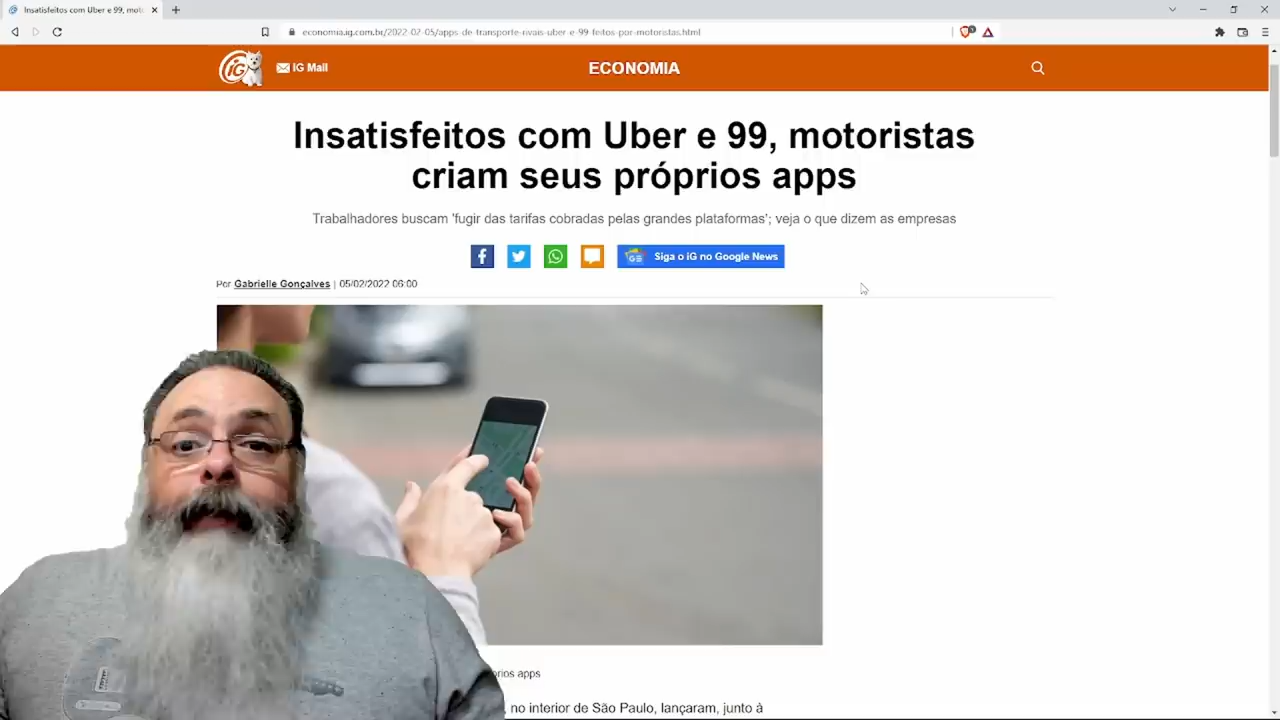 Insatisfeitos com Uber e 99, mot
economia.ig.com.br/2022-02-05/apps-de-transporte-rivais-uber-e-99-feitos-por-motoristas.html
iG
iG Mail
ECONOMIA
Insatisfeitos com Uber e 99, motoristas
criam seus próprios apps
Trabalhadores buscam 'fugir das tarifas cobradas pelas grandes plataformas'; veja o que dizem as empresas
Siga o iG no Google News
Por Gabrielle Gonçalves | 05/02/2022 06:00
apps
, no interior de São Paulo, lançaram, junto à